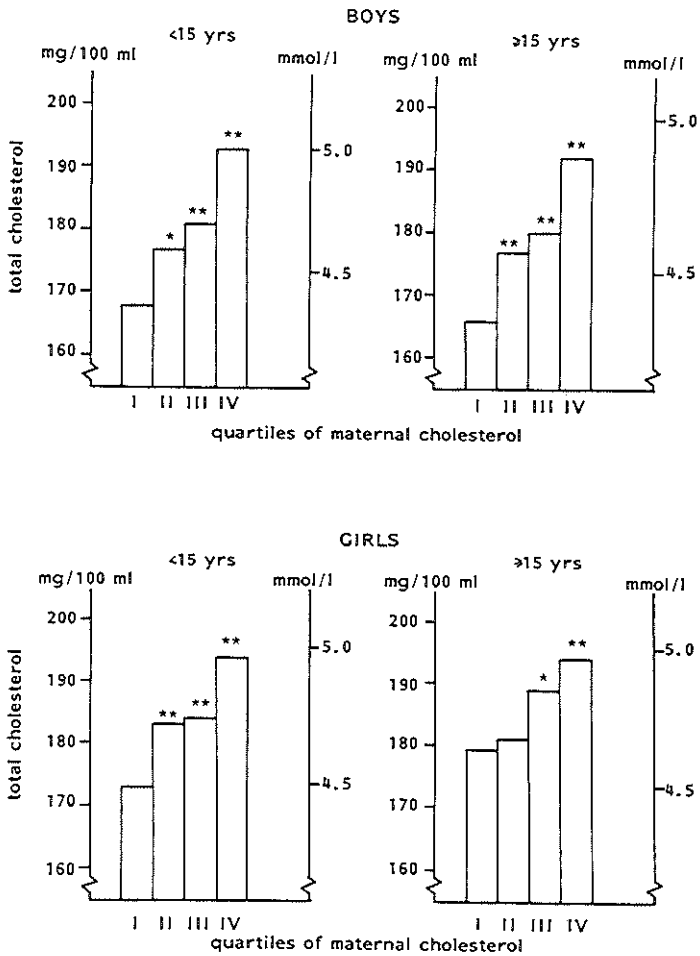 BOYS
<15 yrs
≥15 yrs
mg/100 ml
mmol/l
mg/100 ml
mmol/l
total cholesterol
200
190
180
170
160
5.0
4.5
*
**
**
200
190
180
170
160
5.0
4.5
**
**
**
I II III IV
I II III IV
quartiles of maternal cholesterol
GIRLS
<15 yrs
≥15 yrs
mg/100 ml
mmol/l
mg/100 ml
mmol/l
total cholesterol
200
190
180
170
160
5.0
4.5
**
**
**
200
190
180
170
160
5.0
4.5
*
**
I II III IV
I II III IV
quartiles of maternal cholesterol